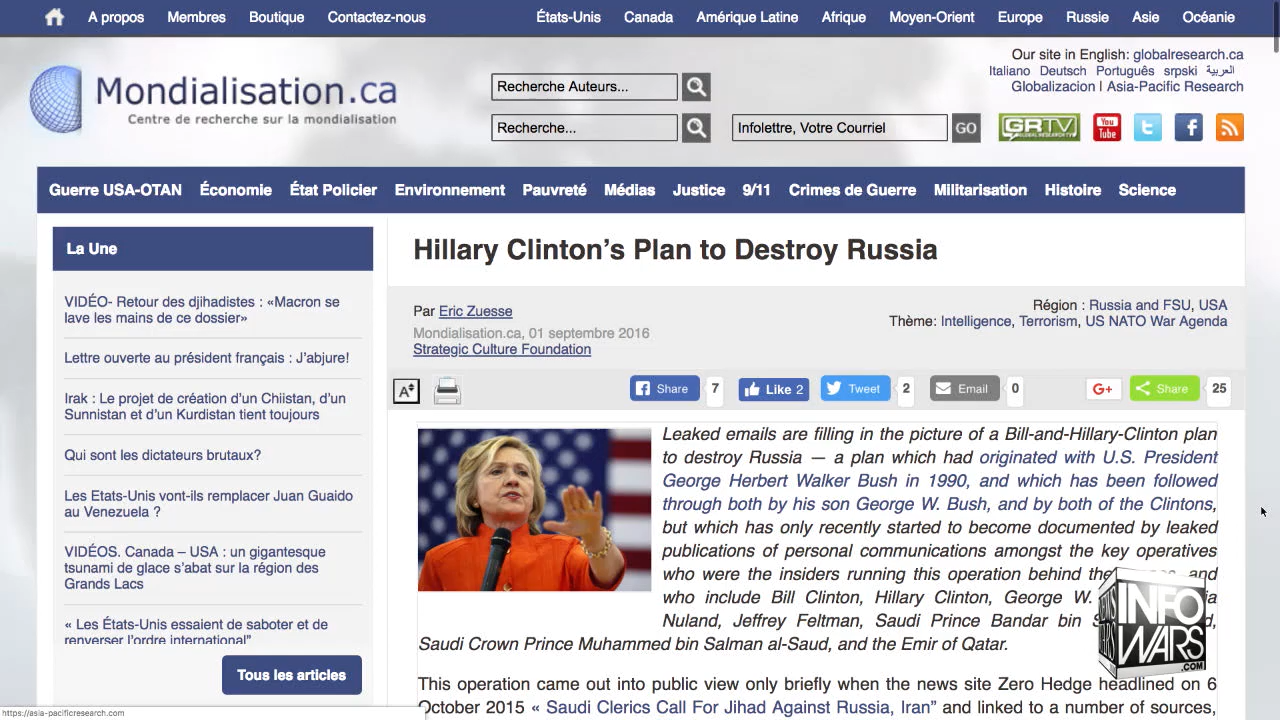 A propos Membres Boutique Contactez-nous États-Unis Canada Amérique Latine Afrique Moyen-Orient Europe Russie Asie Océanie
Our site in English: globalresearch.ca
Italiano Deutsch Português srpski العربية
Globalizacion I Asia-Pacific Research
Mondialisation.ca
Centre de recherche sur la mondialisation
Recherche Auteurs...
Recherche...
Infolettre, Votre Courriel GO GRTV You Tube
Guerre USA-OTAN Économie État Policier Environnement Pauvreté Médias Justice 9/11 Crimes de Guerre Militarisation Histoire Science
La Une
VIDÉO- Retour des djihadistes : «Macron se
lave les mains de ce dossier»
Lettre ouverte au président français : J'abjure!
Irak : Le projet de création d'un Chiistan, d'un
Sunnistan et d'un Kurdistan tient toujours
Qui sont les dictateurs brutaux?
Les Etats-Unis vont-ils remplacer Juan Guaido
au Venezuela ?
VIDÉOS. Canada – USA : un gigantesque
tsunami de glace s'abat sur la région des
Grands Lacs
« Les États-Unis essaient de saboter et de
renverser l'ordre international"
Tous les articles
Hillary Clinton's Plan to Destroy Russia
Par Eric Zuesse
Mondialisation.ca, 01 septembre 2016
Strategic Culture Foundation
Région : Russia and FSU, USA
Thème: Intelligence, Terrorism, US NATO War Agenda
A Share 7 Like 2 Tweet 2 Email 0 G+ Share 25
Leaked emails are filling in the picture of a Bill-and-Hillary-Clinton plan
to destroy Russia — a plan which had originated with U.S. President
George Herbert Walker Bush in 1990, and which has been followed
through both by his son George W. Bush, and by both of the Clintons,
but which has only recently started to become documented by leaked
publications of personal communications amongst the key operatives
who were the insiders running this operation behind the and
who include Bill Clinton, Hillary Clinton, George W.
Nuland, Jeffrey Feltman, Saudi Prince Bandar bin
Saudi Crown Prince Muhammed bin Salman al-Saud, and the Emir of Qatar.
This operation came out into public view only briefly when the news site Zero Hedge headlined on 6
October 2015 « Saudi Clerics Call For Jihad Against Russia, Iran" and linked to a number of sources,
INFO
WARS
.COM
https://asia-pacificresearch.com